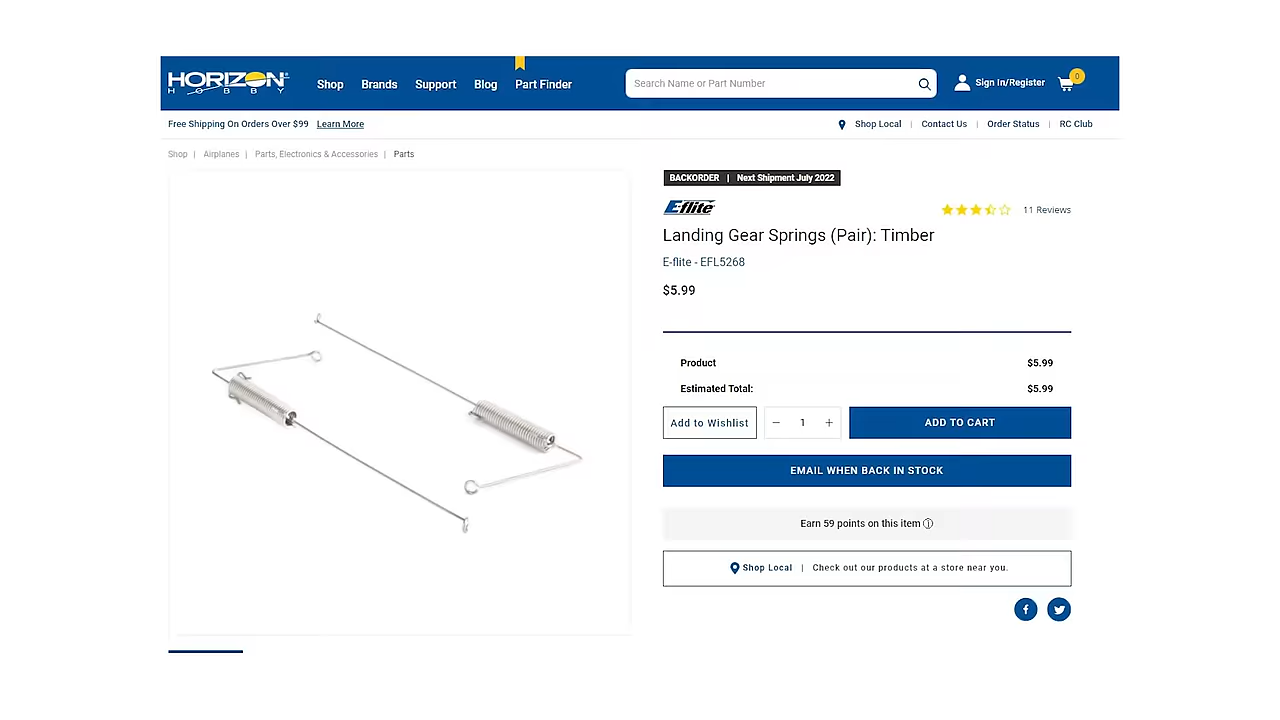 HORIZON®
HOBBY
Shop Brands Support Blog Part Finder
Search Name or Part Number
Sign In/Register
0
Free Shipping On Orders Over $99 Learn More
Shop Local | Contact Us | Order Status | RC Club
Shop | Airplanes | Parts, Electronics & Accessories | Parts
BACKORDER | Next Shipment July 2022
E-flite
11 Reviews
Landing Gear Springs (Pair): Timber
E-flite - EFL5268
$5.99
Product $5.99
Estimated Total: $5.99
Add to Wishlist − 1 + ADD TO CART
EMAIL WHEN BACK IN STOCK
Earn 59 points on this item ⓘ
Shop Local | Check out our products at a store near you.